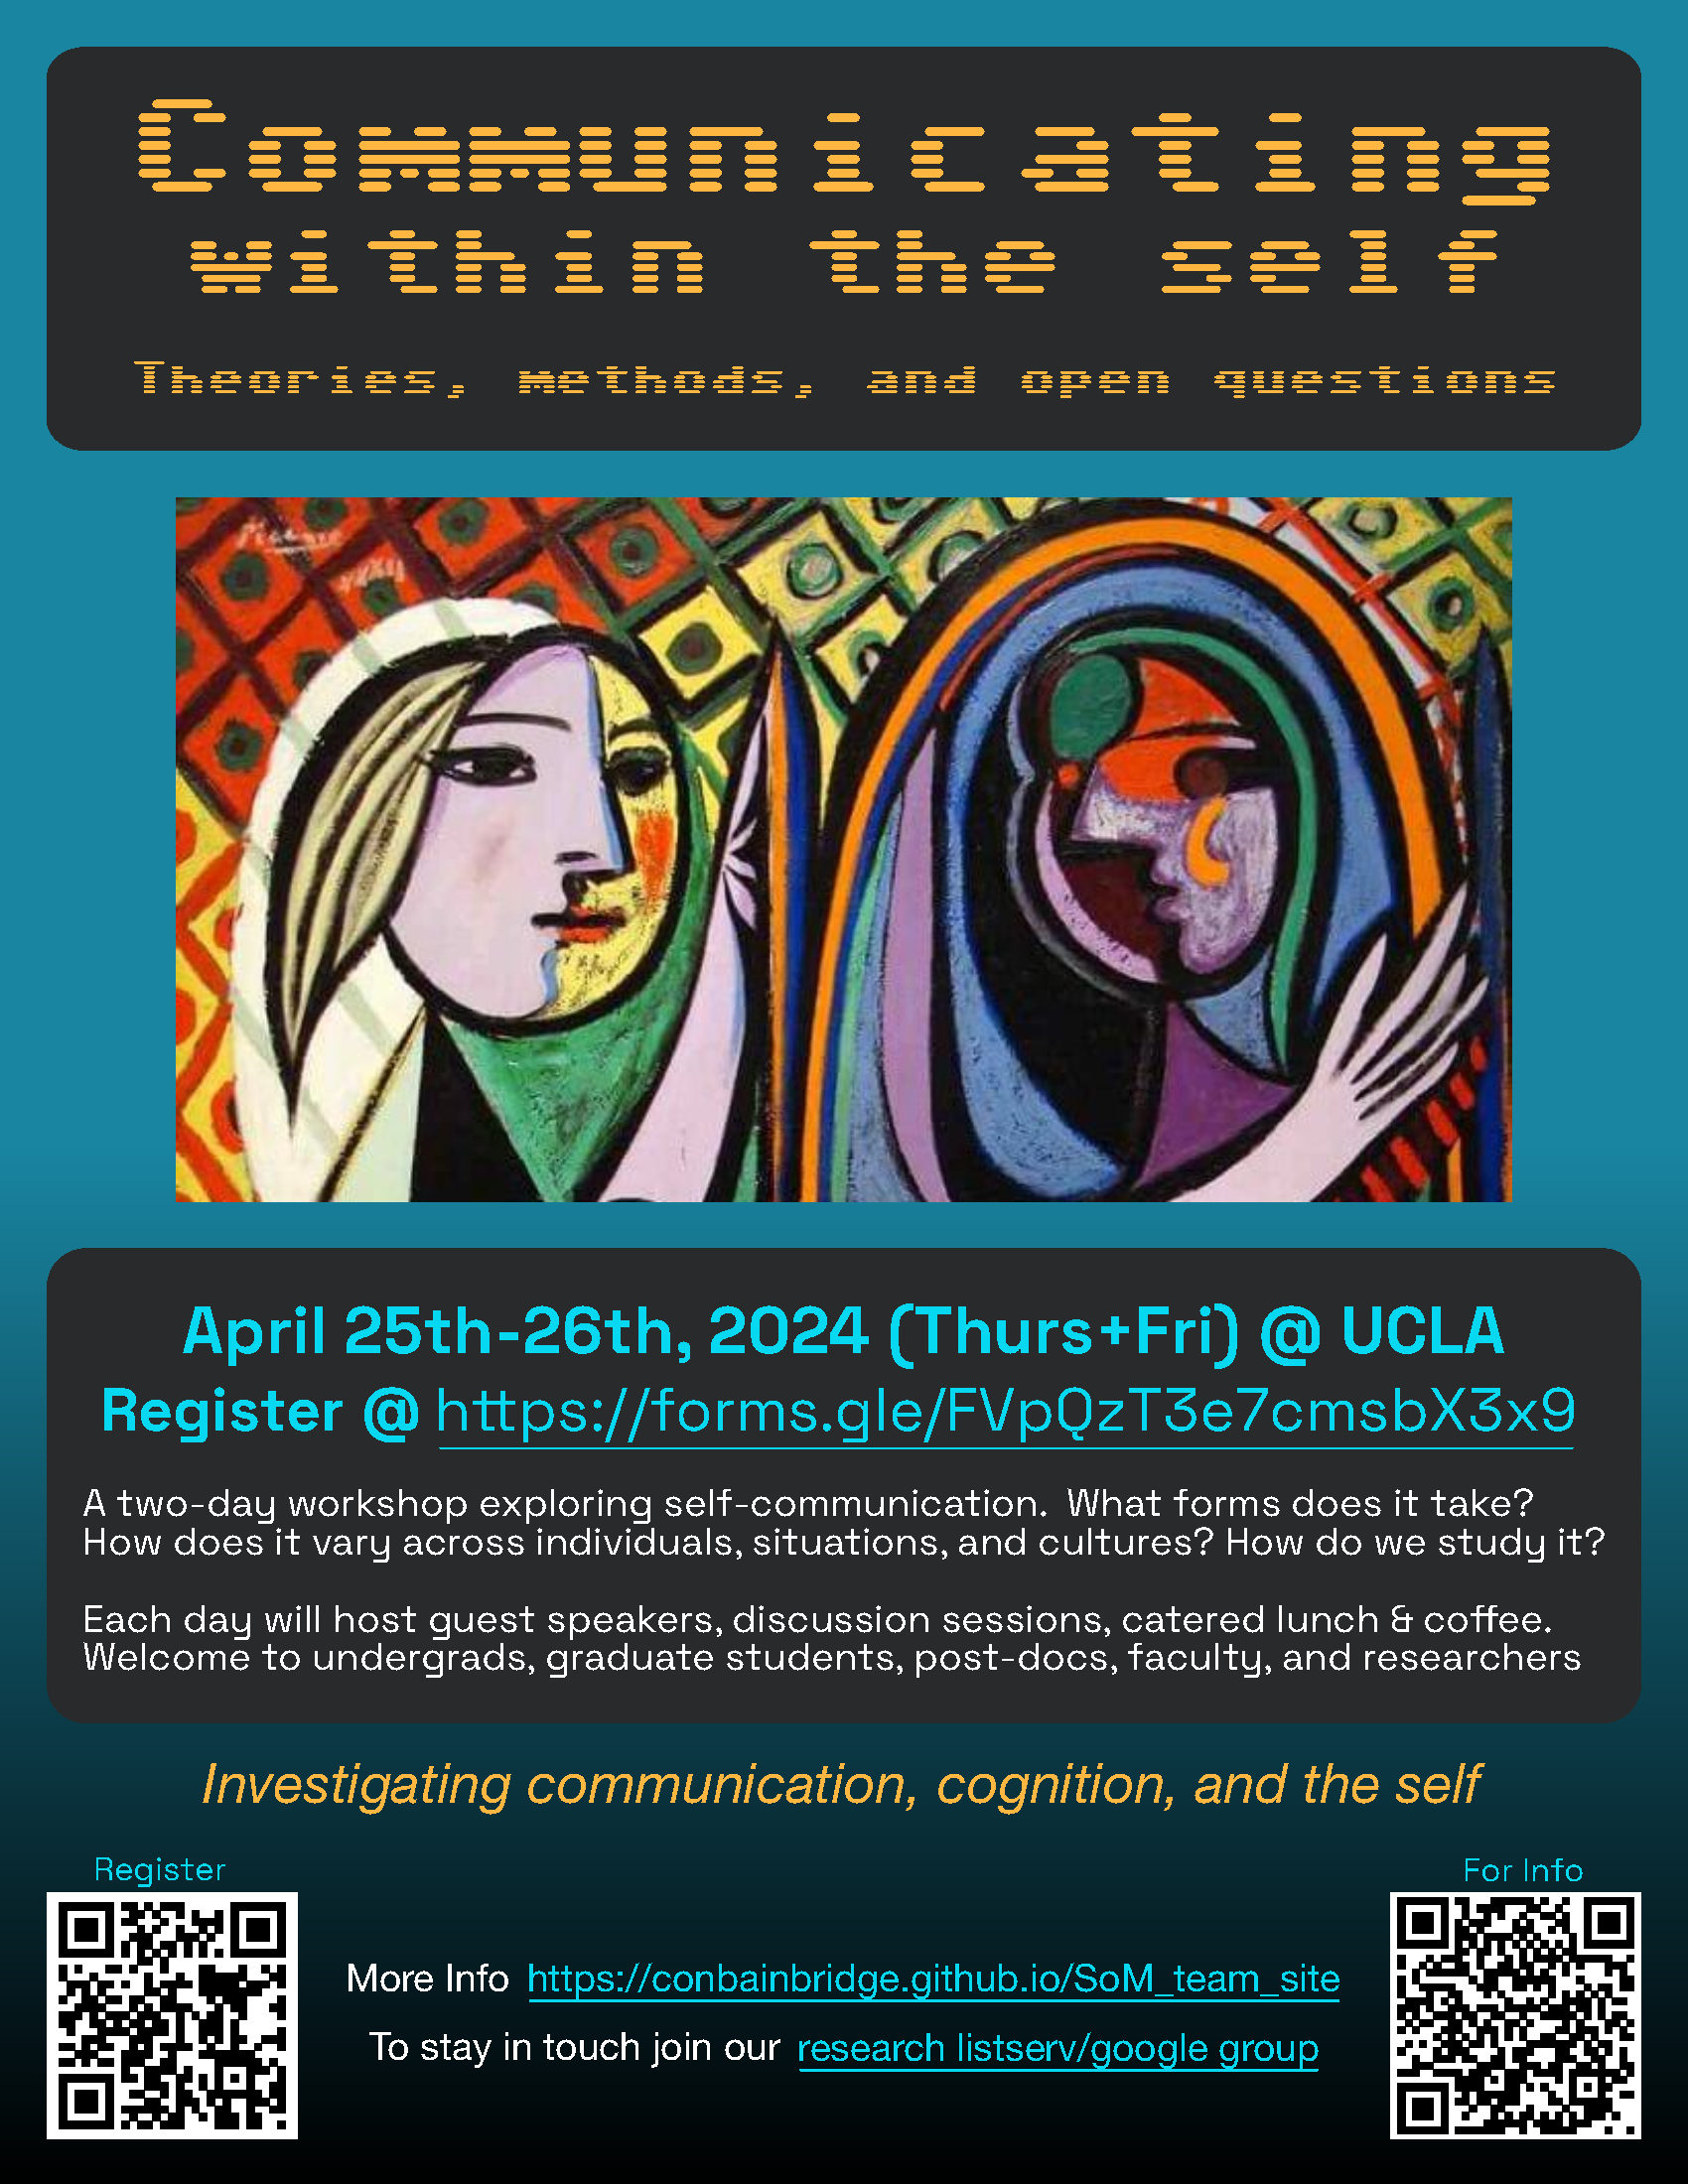 Communicating
within the self
Theories, methods, and open questions
Picasso
April 25th-26th, 2024 (Thurs+Fri) @ UCLA
Register @ https://forms.gle/FVpQzT3e7cmsbX3x9
A two-day workshop exploring self-communication.  What forms does it take?
How does it vary across individuals, situations, and cultures? How do we study it?
Each day will host guest speakers, discussion sessions, catered lunch & coffee.
Welcome to undergrads, graduate students, post-docs, faculty, and researchers
Investigating communication, cognition, and the self
Register
For Info
More Info https://conbainbridge.github.io/SoM_team_site
To stay in touch join our research listserv/google group